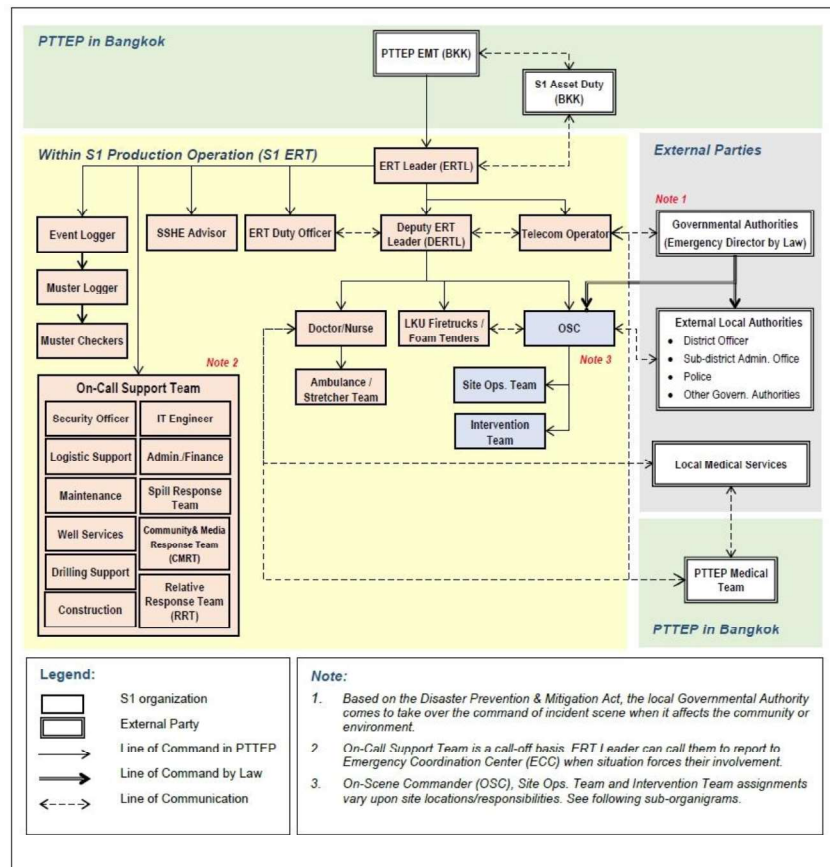 PTTEP in Bangkok
PTTEP EMT (BKK)
S1 Asset Duty
(BKK)
Within S1 Production Operation (S1 ERT)
External Parties
ERT Leader (ERTL)
Note 1
Event Logger
SSHE Advisor
ERT Duty Officer
Deputy ERT
Leader (DERTL)
Telecom Operator
Governmental Authorities
(Emergency Director by Law)
Muster Logger
Muster Checkers
Doctor/Nurse
LKU Firetrucks /
Foam Tenders
OSC
External Local Authorities
• District Officer
• Sub-district Admin. Office
• Police
• Other Govern. Authorities
Note 2
Note 3
On-Call Support Team
Ambulance /
Stretcher Team
Site Ops. Team
Intervention
Team
Security Officer
IT Engineer
Logistic Support
Admin./Finance
Local Medical Services
Maintenance
Spill Response
Team
Well Services
Community& Media
Response Team
(CMRT)
Drilling Support
Construction
Relative
Response Team
(RRT)
PTTEP Medical
Team
PTTEP in Bangkok
Legend:
S1 organization
External Party
Line of Command in PTTEP
Line of Command by Law
Line of Communication
Note:
1. Based on the Disaster Prevention & Mitigation Act, the local Governmental Authority
comes to take over the command of incident scene when it affects the community or
environment.
2 On-Call Support Team is a call-off basis. ERT Leader can call them to report to
Emergency Coordination Center (ECC) when situation forces their involvement.
3. On-Scene Commander (OSC), Site Ops. Team and Intervention Team assignments
vary upon site locations/responsibilities. See following sub-organigrams.